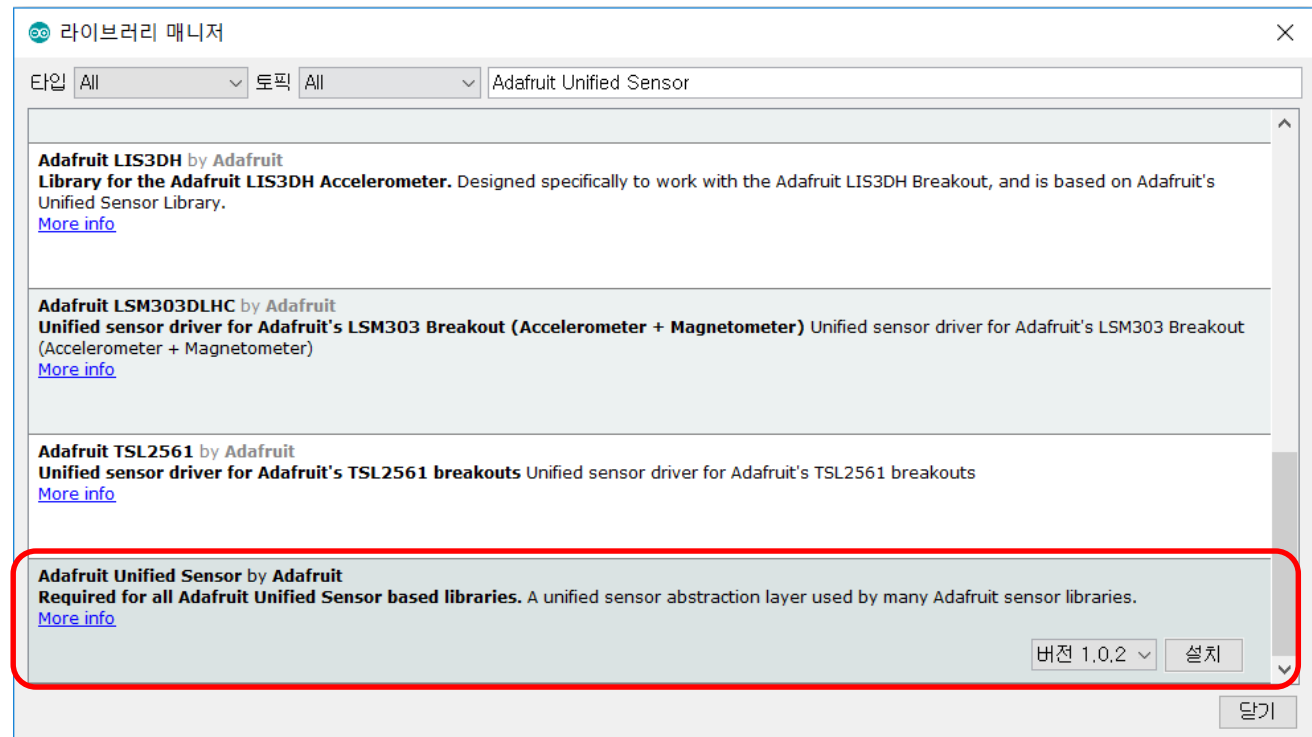 라이브러리 매니저
타입 All 토픽 All Adafruit Unified Sensor
Adafruit LIS3DH by Adafruit
Library for the Adafruit LIS3DH Accelerometer. Designed specifically to work with the Adafruit LIS3DH Breakout, and is based on Adafruit's
Unified Sensor Library.
More info
Adafruit LSM303DLHC by Adafruit
Unified sensor driver for Adafruit's LSM303 Breakout (Accelerometer + Magnetometer) Unified sensor driver for Adafruit's LSM303 Breakout
(Accelerometer + Magnetometer)
More info
Adafruit TSL2561 by Adafruit
Unified sensor driver for Adafruit's TSL2561 breakouts Unified sensor driver for Adafruit's TSL2561 breakouts
More info
Adafruit Unified Sensor by Adafruit
Required for all Adafruit Unified Sensor based libraries. A unified sensor abstraction layer used by many Adafruit sensor libraries.
More info
버전 1.0.2 설치
닫기